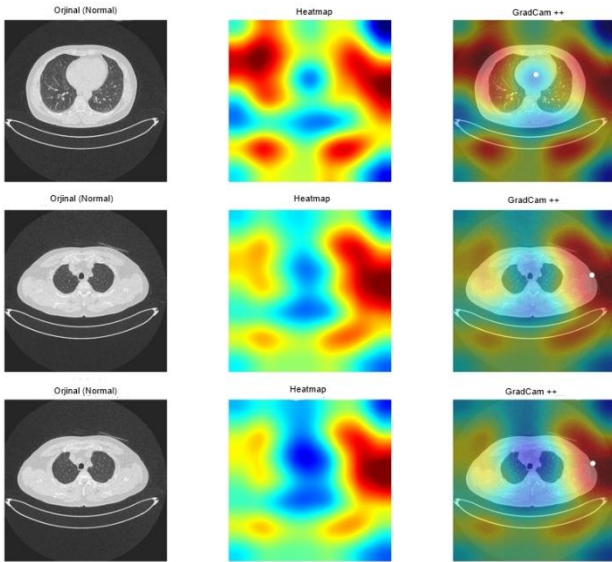 Orjinal (Normal)
Heatmap
GradCam ++
Orjinal (Normal)
Heatmap
GradCam ++
Orjinal (Normal)
Heatmap
GradCam ++